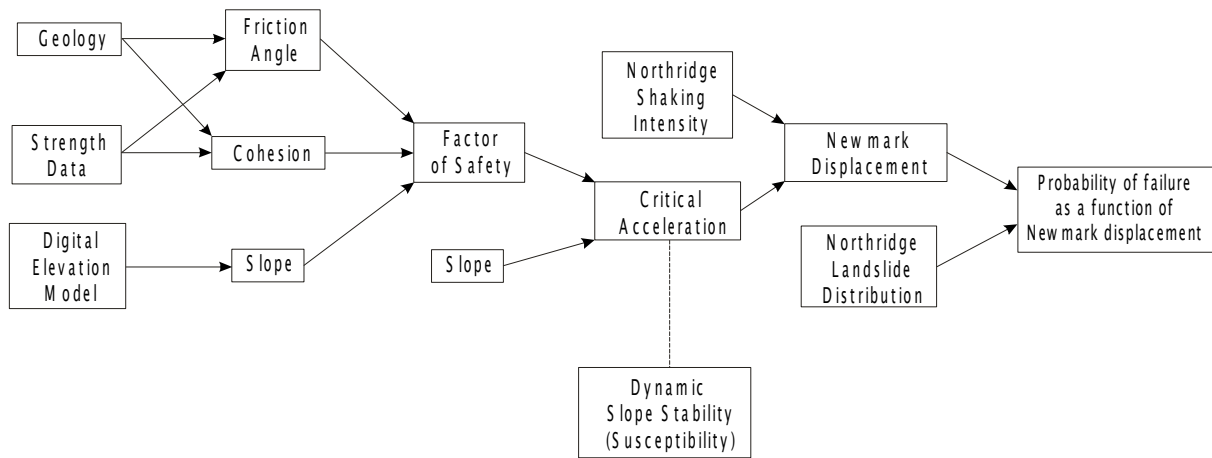 Geology
Friction
Angle
Strength
Data
Cohesion
Digital
Elevation
Model
Slope
Factor
of Safety
Slope
Northridge
Shaking
Intensity
Critical
Acceleration
Dynamic
Slope Stability
(Susceptibility)
Newmark
Displacement
Northridge
Landslide
Distribution
Probability of failure
as a function of
Newmark displacement